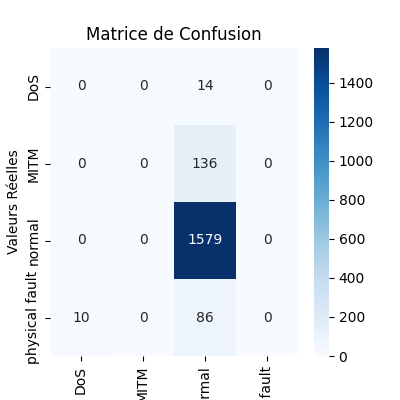 Matrice de Confusion
Valeurs Réelles
DoS 0 0 14 0
MITM 0 0 136 0
normal 0 0 1579 0
physical fault 10 0 86 0
DoS MITM rmal fault
1400
1200
1000
800
600
400
200
0